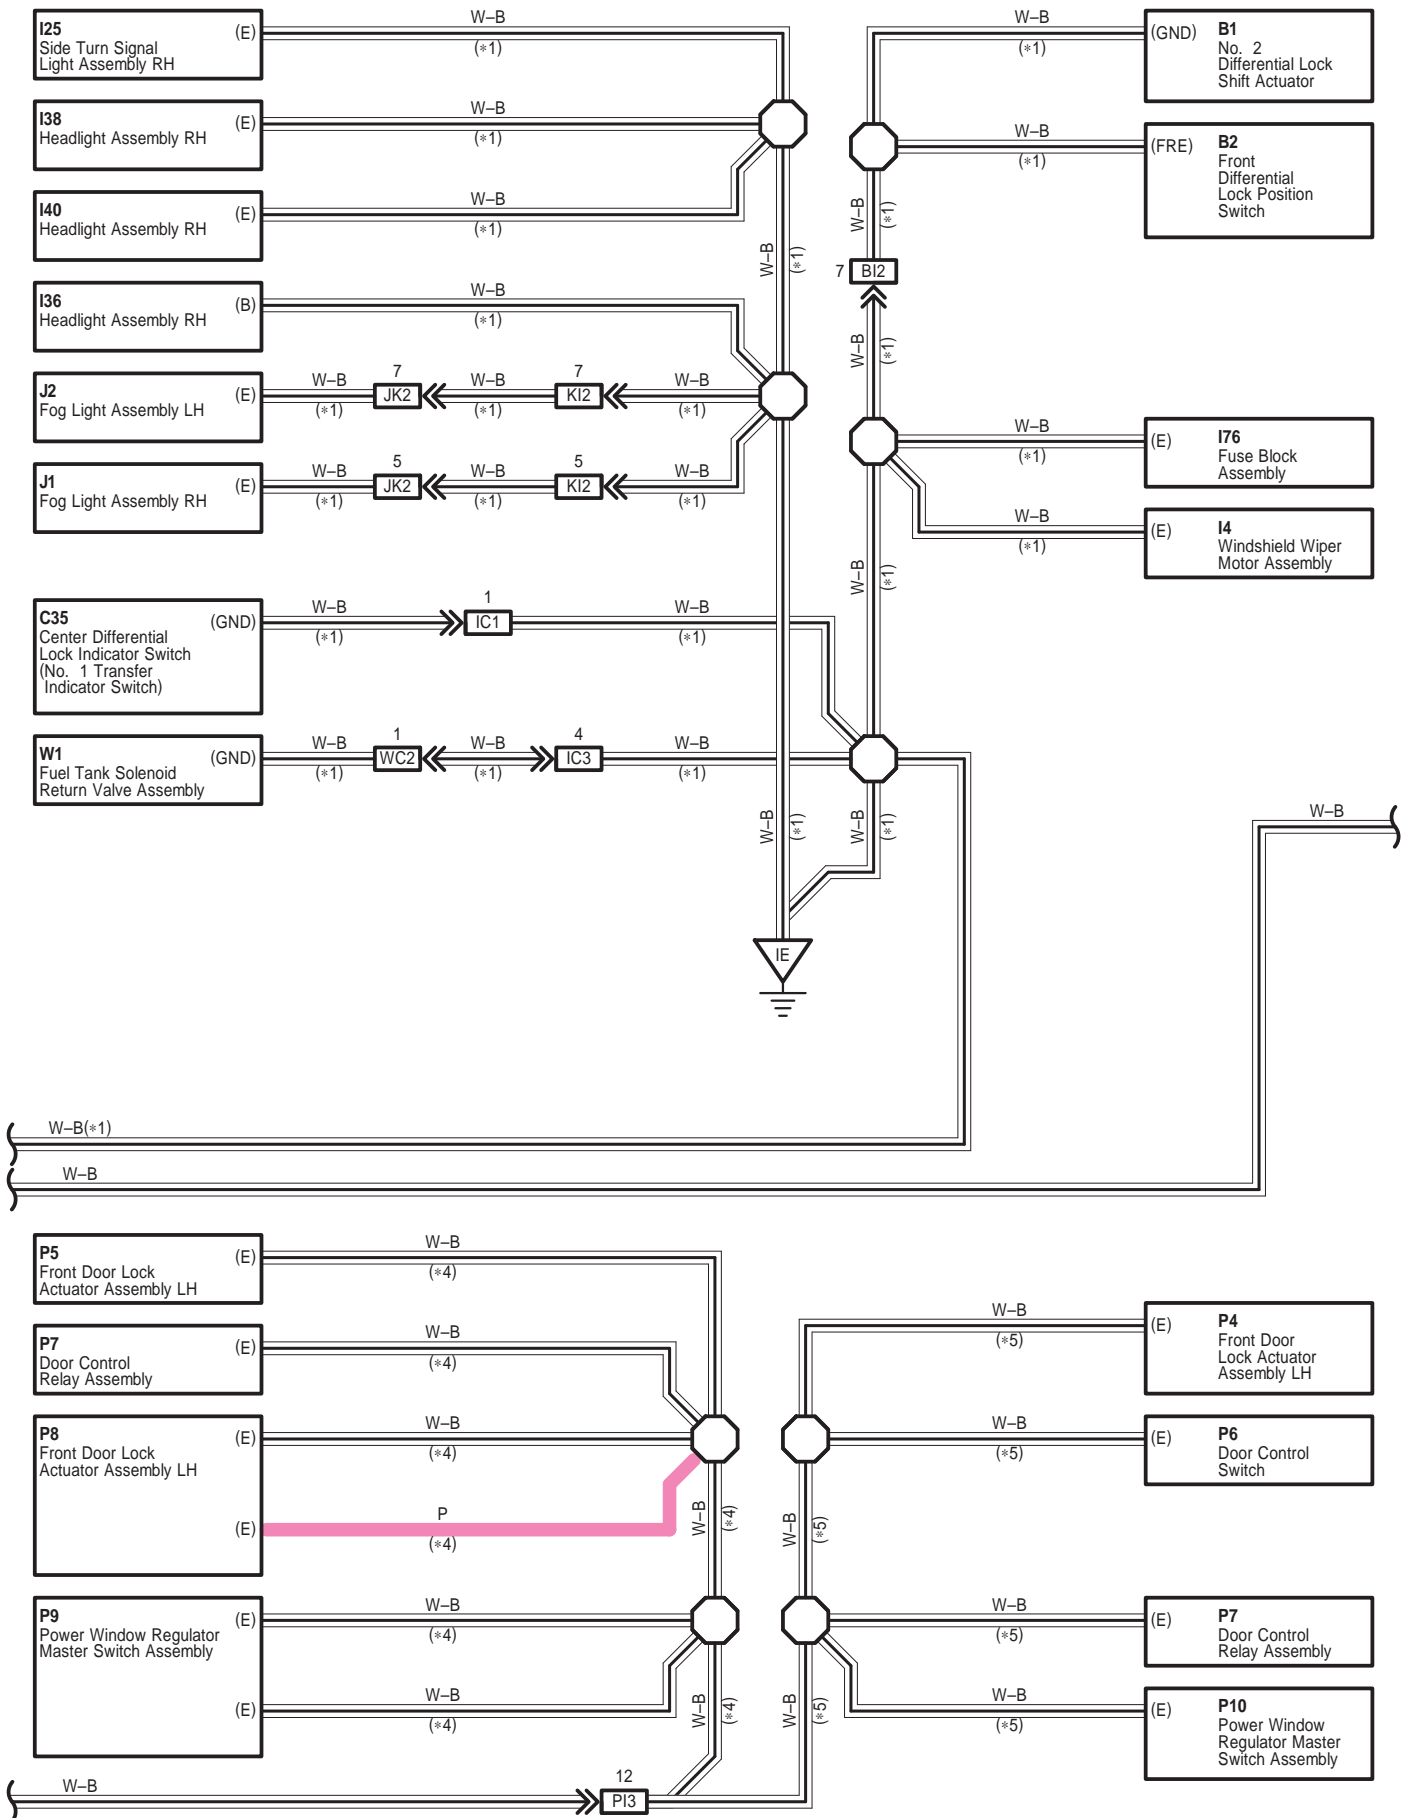 I25
(E)
Side Turn Signal
Light Assembly RH
W–B
(∗1)
I38
(E)
Headlight Assembly RH
W–B
(∗1)
I40
(E)
Headlight Assembly RH
W–B
(∗1)
I36
(B)
Headlight Assembly RH
W–B
(∗1)
J2
(E)
Fog Light Assembly LH
W–B
(∗1)
7
JK2
W–B
(∗1)
7
KI2
W–B
(∗1)
J1
(E)
Fog Light Assembly RH
W–B
(∗1)
5
JK2
W–B
(∗1)
5
KI2
W–B
(∗1)
W–B
(∗1)
C35
(GND)
Center Differential
Lock Indicator Switch
(No. 1 Transfer
Indicator Switch)
W–B
(∗1)
1
IC1
W–B
(∗1)
W1
(GND)
Fuel Tank Solenoid
Return Valve Assembly
W–B
(∗1)
1
WC2
W–B
(∗1)
4
IC3
W–B
(∗1)
W–B
(∗1)
W–B
(∗1)
IE
W–B
(∗1)
(GND)
B1
No. 2
Differential Lock
Shift Actuator
W–B
(∗1)
(FRE)
B2
Front
Differential
Lock Position
Switch
W–B
(∗1)
7
BI2
W–B
(∗1)
W–B
(∗1)
(E)
I76
Fuse Block
Assembly
W–B
(∗1)
(E)
I4
Windshield Wiper
Motor Assembly
W–B
(∗1)
W–B
W–B(∗1)
W–B
P5
(E)
Front Door Lock
Actuator Assembly LH
W–B
(∗4)
P7
(E)
Door Control
Relay Assembly
W–B
(∗4)
P8
(E)
Front Door Lock
Actuator Assembly LH
W–B
(∗4)
(E)
P
(∗4)
W–B
(∗4)
P9
(E)
Power Window Regulator
Master Switch Assembly
W–B
(∗4)
(E)
W–B
(∗4)
W–B
(∗4)
W–B
12
PI3
W–B
(∗5)
(E)
P4
Front Door
Lock Actuator
Assembly LH
W–B
(∗5)
(E)
P6
Door Control
Switch
W–B
(∗5)
W–B
(∗5)
(E)
P7
Door Control
Relay Assembly
W–B
(∗5)
W–B
(∗5)
(E)
P10
Power Window
Regulator Master
Switch Assembly